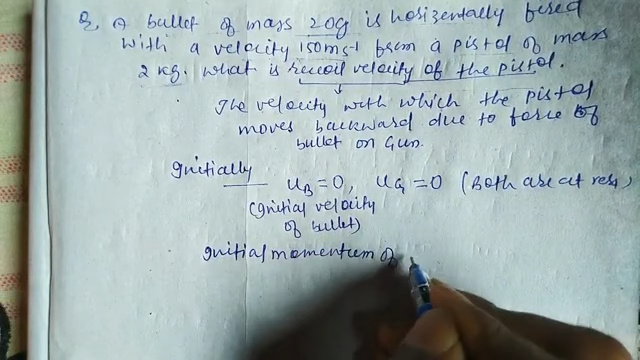 Q. A bullet of mass 20g is horizontally fired
with a velocity 150ms-1 from a pistol of mass
2 kg. what is recoil velocity of the pistol.
The velocity with which the pistol
moves backward due to force of
bullet on Gun.
Initially uB=0, uG=0 (Both are at rest)
(Initial velocity
of bullet)
Initial momentum of